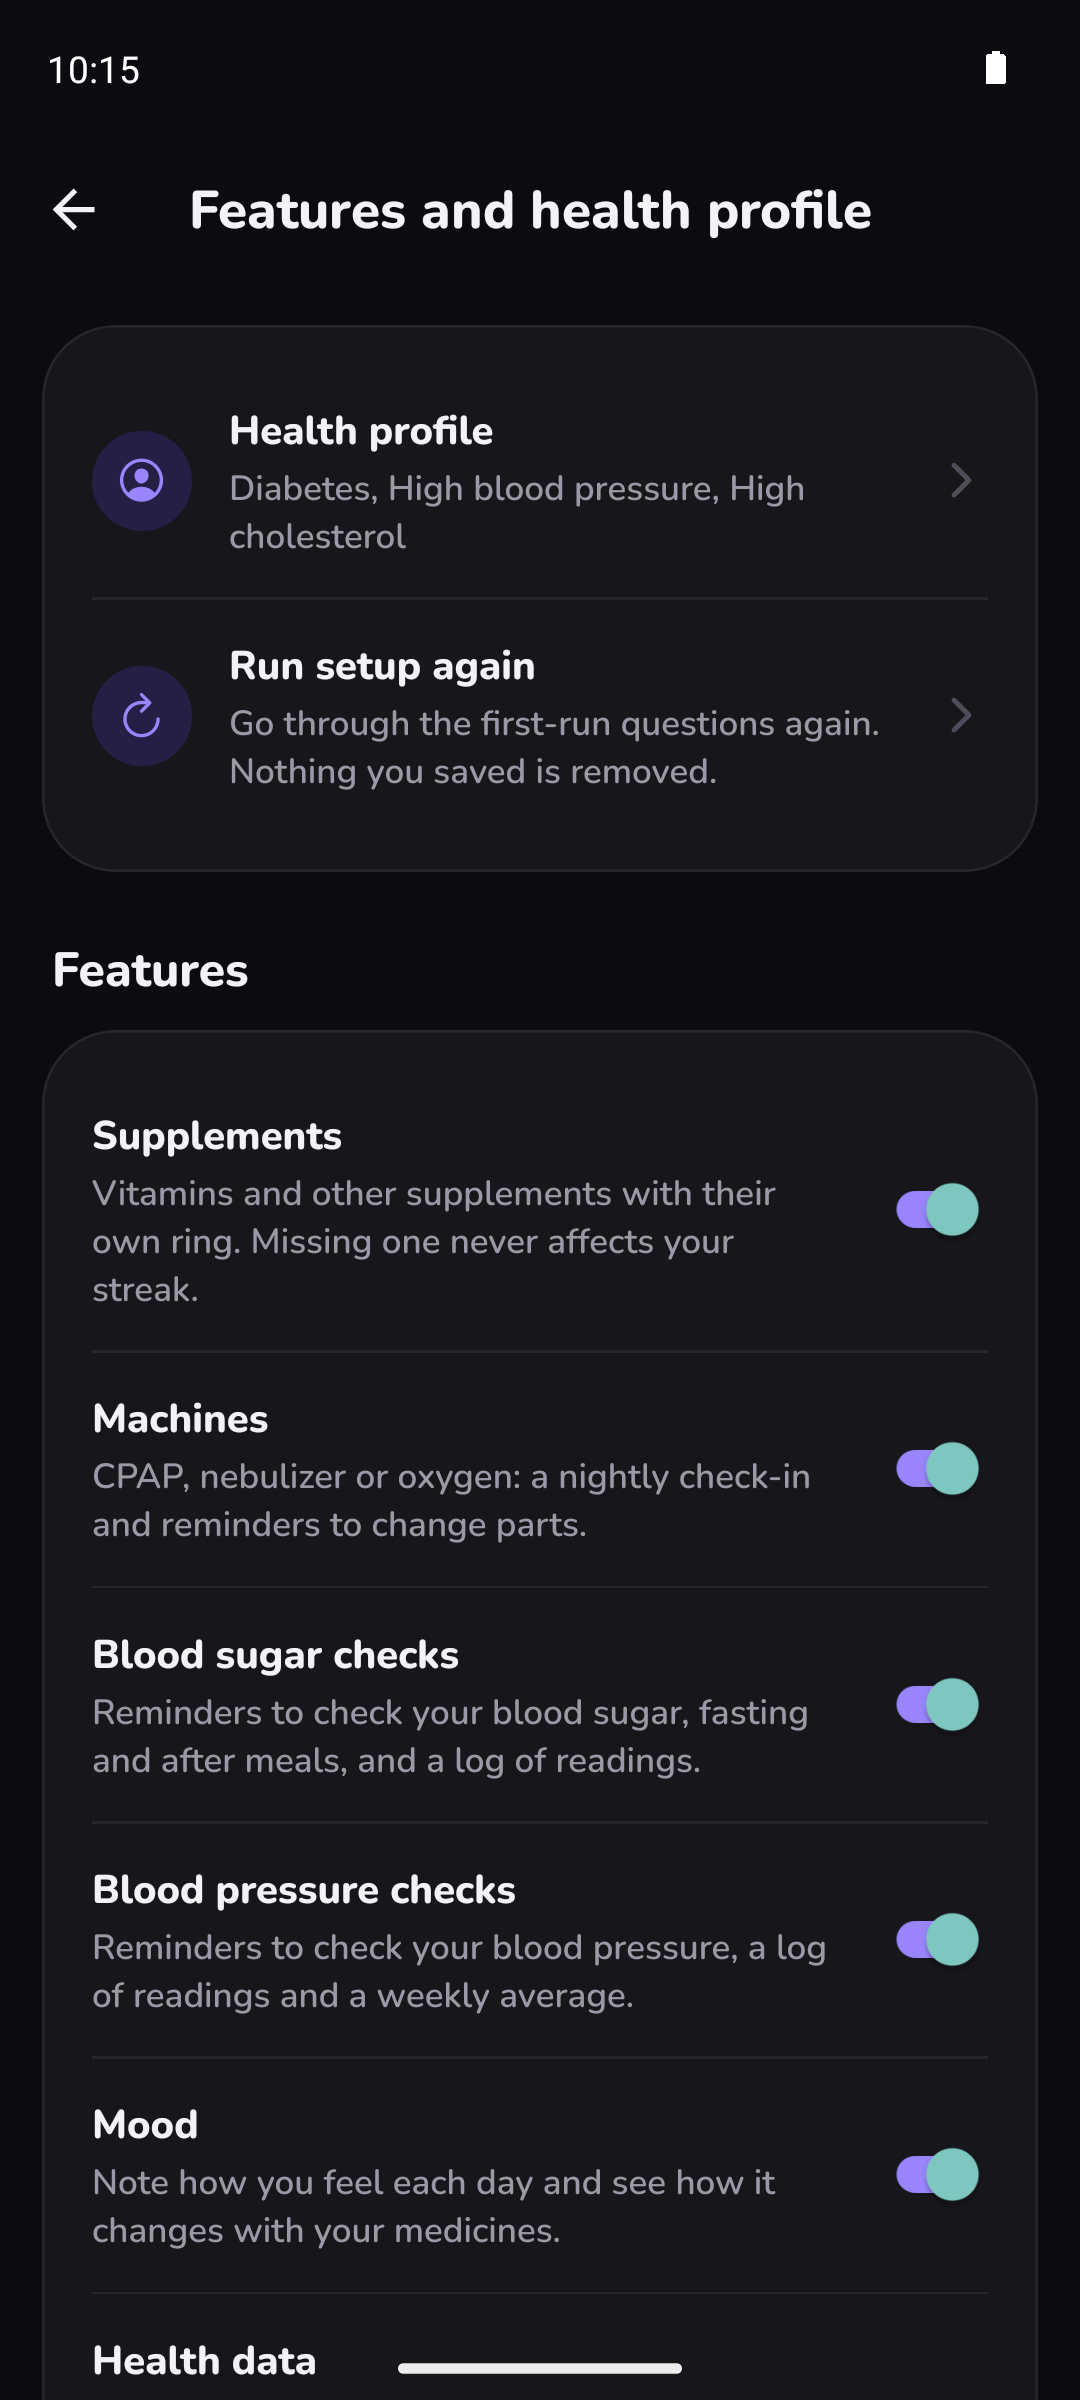 10:15
Features and health profile
Health profile
Diabetes, High blood pressure, High
cholesterol
Run setup again
Go through the first-run questions again.
Nothing you saved is removed.
Features
Supplements
Vitamins and other supplements with their
own ring. Missing one never affects your
streak.
Machines
CPAP, nebulizer or oxygen: a nightly check-in
and reminders to change parts.
Blood sugar checks
Reminders to check your blood sugar, fasting
and after meals, and a log of readings.
Blood pressure checks
Reminders to check your blood pressure, a log
of readings and a weekly average.
Mood
Note how you feel each day and see how it
changes with your medicines.
Health data